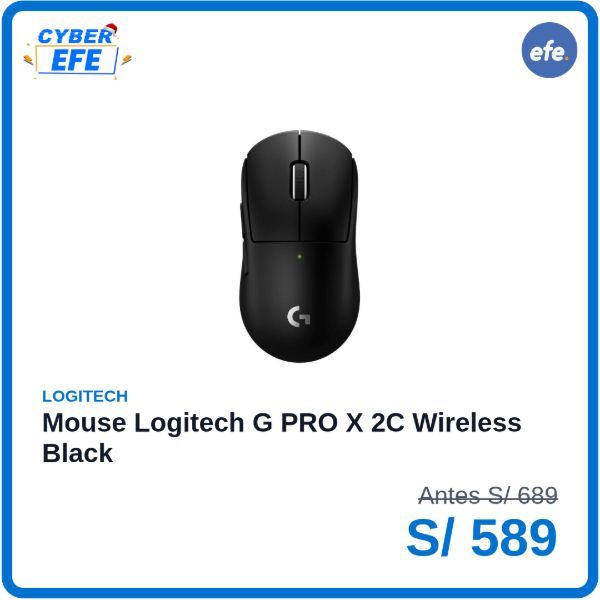 CYBER
EFE
efe.
LOGITECH
Mouse Logitech G PRO X 2C Wireless
Black
Antes S/ 689
S/ 589